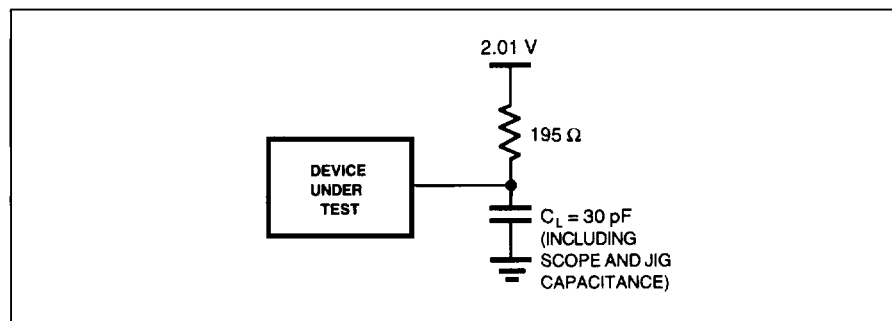 2.01 V
195 Ω
DEVICE
UNDER
TEST
C_L = 30 pF
(INCLUDING
SCOPE AND JIG
CAPACITANCE)